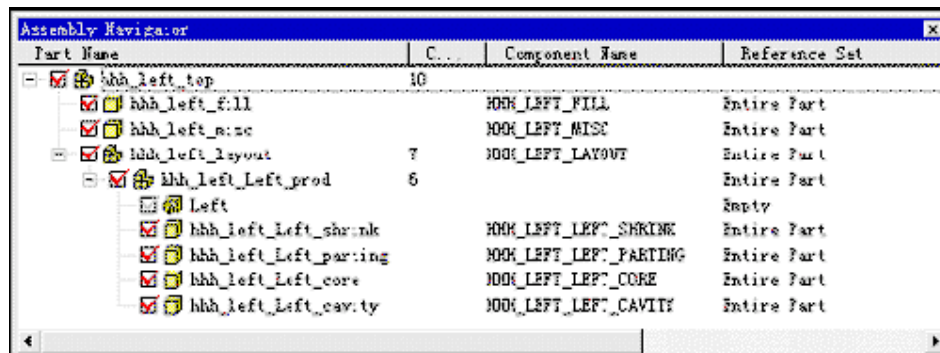 Assembly Navigator
Part Name C... Component Name Reference Set
hhh_left_top 10
hhh_left_fill HHH_LEFT_FILL Entire Part
hhh_left_misc HHH_LEFT_MISC Entire Part
hhh_left_layout 7 HHH_LEFT_LAYOUT Entire Part
hhh_left_Left_prod 6 Entire Part
Left Empty
hhh_left_Left_shrink HHH_LEFT_LEFT_SHRINK Entire Part
hhh_left_Left_parting HHH_LEFT_LEFT_PARTING Entire Part
hhh_left_Left_core HHH_LEFT_LEFT_CORE Entire Part
hhh_left_Left_cavity HHH_LEFT_LEFT_CAVITY Entire Part